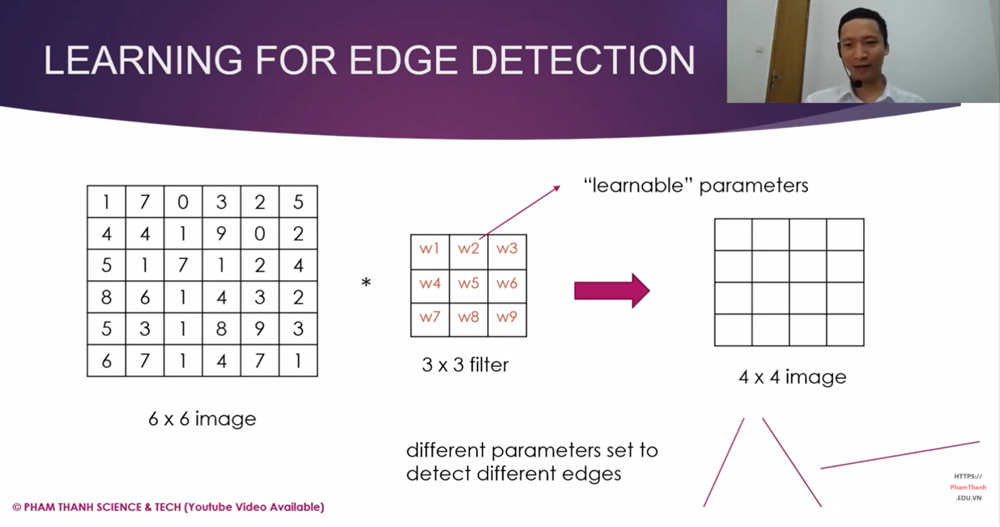 LEARNING FOR EDGE DETECTION
“learnable” parameters
1 7 0 3 2 5
4 4 1 9 0 2
5 1 7 1 2 4
8 6 1 4 3 2
5 3 1 8 9 3
6 7 1 4 7 1
*
w1 w2 w3
w4 w5 w6
w7 w8 w9
3 x 3 filter
4 x 4 image
6 x 6 image
different parameters set to
detect different edges
HTTPS://
PhamThanh
.EDU.VN
© PHAM THANH SCIENCE & TECH (Youtube Video Available)